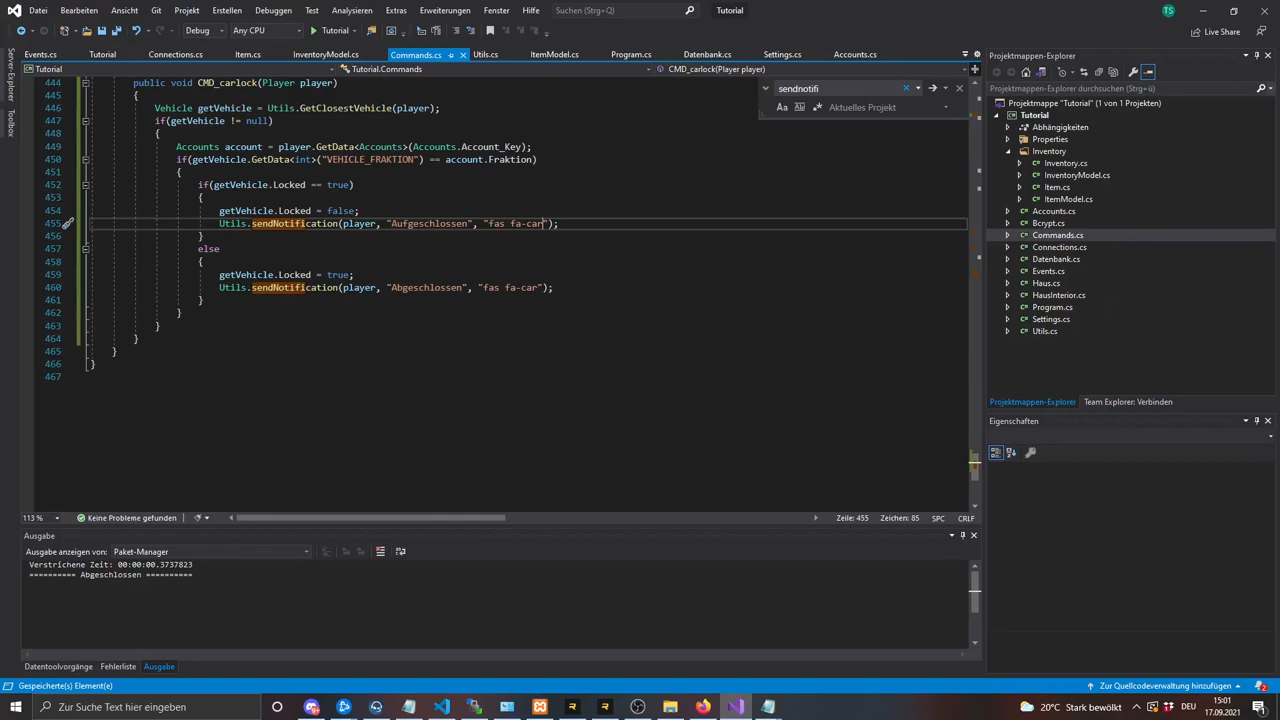 Datei Bearbeiten Ansicht Git Projekt Erstellen Debuggen Test Analysieren Extras Erweiterungen Fenster Hilfe Suchen (Strg+Q) Tutorial TS
Debug Any CPU Tutorial Live Share
Server-Explorer
Toolbox
Events.cs Tutorial Connections.cs Item.cs InventoryModel.cs Commands.cs Utils.cs ItemModel.cs Program.cs Datenbank.cs Settings.cs Accounts.cs
Tutorial Tutorial.Commands CMD_carlock(Player player)
sendnotifi
Aa Aktuelles Projekt
444 public void CMD_carlock(Player player)
445 {
446 Vehicle getVehicle = Utils.GetClosestVehicle(player);
447 if(getVehicle != null)
448 {
449 Accounts account = player.GetData<Accounts>(Accounts.Account_Key);
450 if(getVehicle.GetData<int>("VEHICLE_FRAKTION") == account.Fraktion)
451 {
452 if(getVehicle.Locked == true)
453 {
454 getVehicle.Locked = false;
455 Utils.sendNotification(player, "Aufgeschlossen", "fas fa-car");
456 }
457 else
458 {
459 getVehicle.Locked = true;
460 Utils.sendNotification(player, "Abgeschlossen", "fas fa-car");
461 }
462 }
463 }
464 }
465 }
466 }
467
113 % Keine Probleme gefunden Zeile: 455 Zeichen: 85 SPC CRLF
Ausgabe
Ausgabe anzeigen von: Paket-Manager
Verstrichene Zeit: 00:00:00.3737823
========== Abgeschlossen ==========
Datentoolvorgänge Fehlerliste Ausgabe
Projektmappen-Explorer
Projektmappen-Explorer durchsuchen (Strg+ü)
Projektmappe "Tutorial" (1 von 1 Projekten)
Tutorial
Abhängigkeiten
Properties
Inventory
Inventory.cs
InventoryModel.cs
Item.cs
ItemModel.cs
Accounts.cs
Bcrypt.cs
Commands.cs
Connections.cs
Datenbank.cs
Events.cs
Haus.cs
HausInterior.cs
Program.cs
Settings.cs
Utils.cs
Projektmappen-Explorer Team Explorer: Verbinden
Eigenschaften
Gespeicherte(s) Element(e) Zur Quellcodeverwaltung hinzufügen 2
Zur Suche Text hier eingeben 20°C Stark bewölkt DEU 15:01
17.09.2021 2